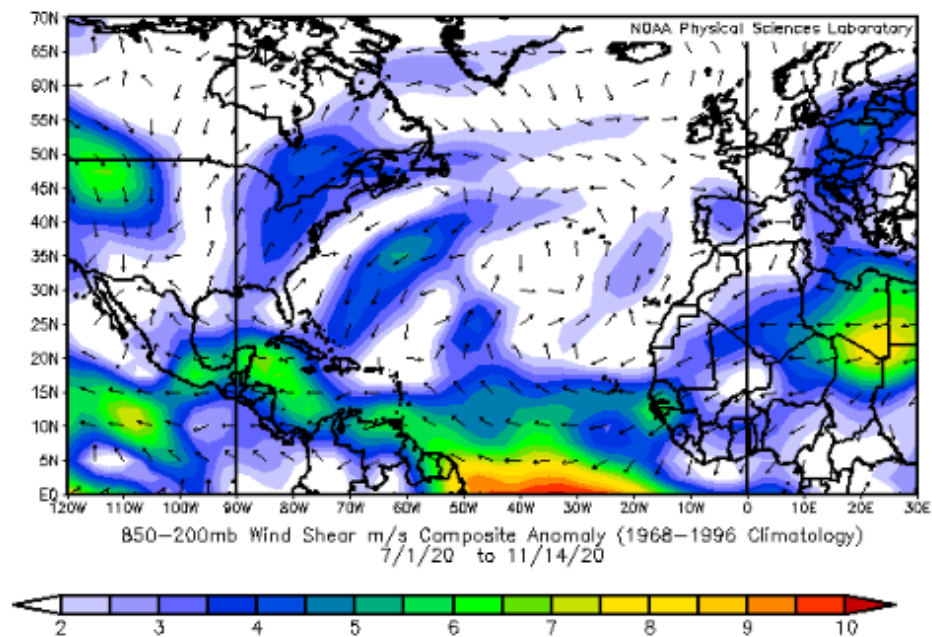 NOAA Physical Sciences Laboratory
70N
65N
60N
55N
50N
45N
40N
35N
30N
25N
20N
15N
10N
5N
EQ
120W 110W 100W 90W 80W 70W 60W 50W 40W 30W 20W 10W 0 10E 20E 30E
850-200mb Wind Shear m/s Composite Anomaly (1968-1996 Climatology)
7/1/20 to 11/14/20
2 3 4 5 6 7 8 9 10